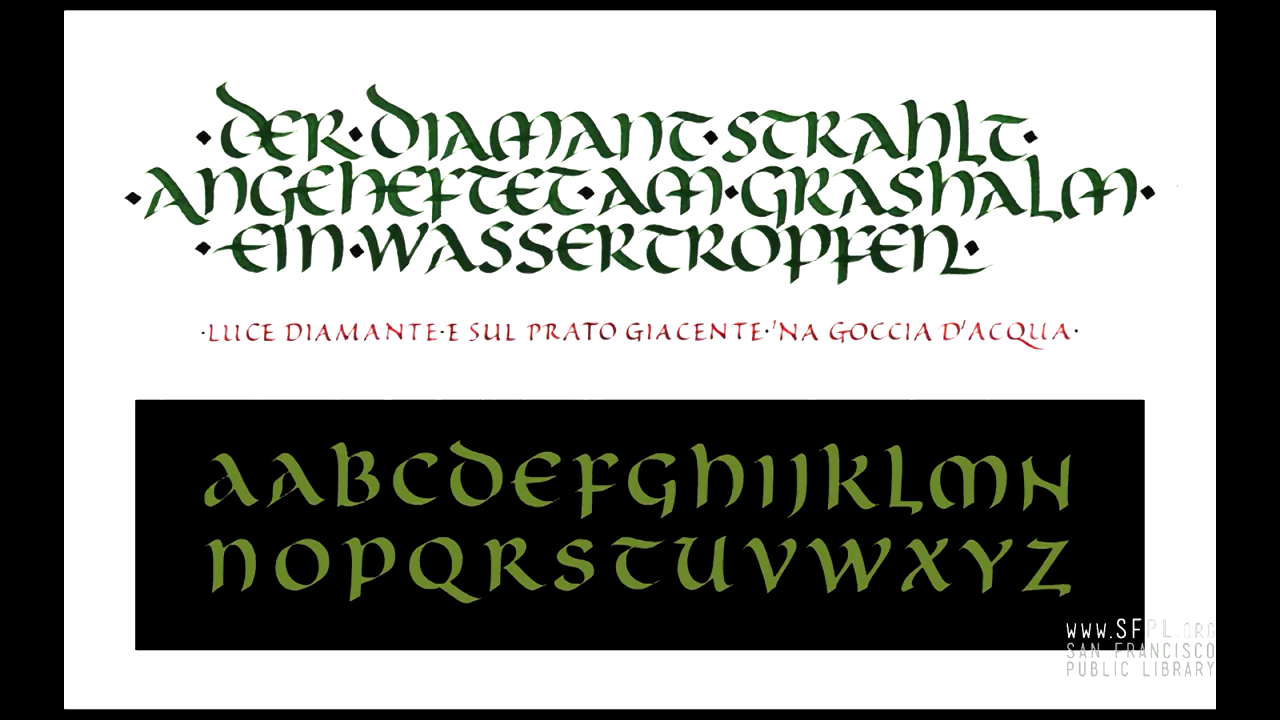 ·DER·DIAMANT·STRAHLT·
·ANGEHEFTET·AM·GRASHALM·
·EIN·WASSERTROPFEN·
·LUCE DIAMANTE·E SUL PRATO GIACENTE·'NA GOCCIA D'ACQUA·
AABCDEFGHIJKLMN
NOPQRSTUVWXYZ
WWW.SFPL.ORG
SAN FRANCISCO
PUBLIC LIBRARY